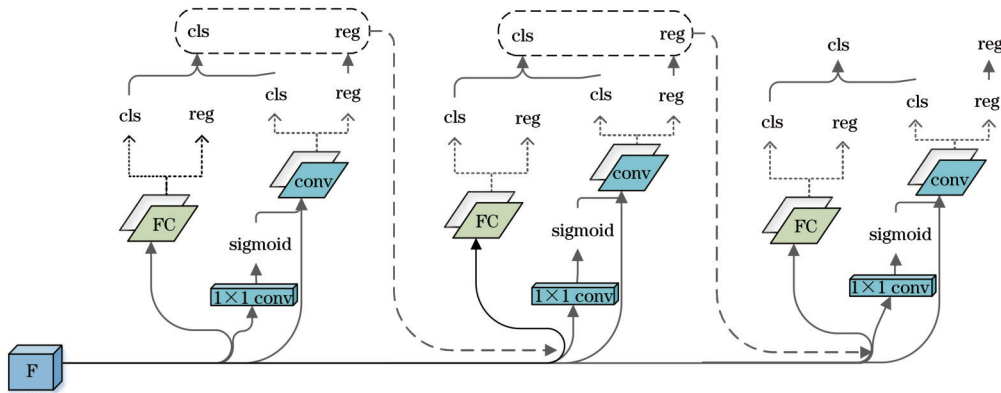 cls reg cls reg
cls reg
cls reg cls reg cls reg
cls reg cls reg cls reg
conv conv conv
FC FC FC
sigmoid sigmoid sigmoid
1×1 conv 1×1 conv 1×1 conv
F